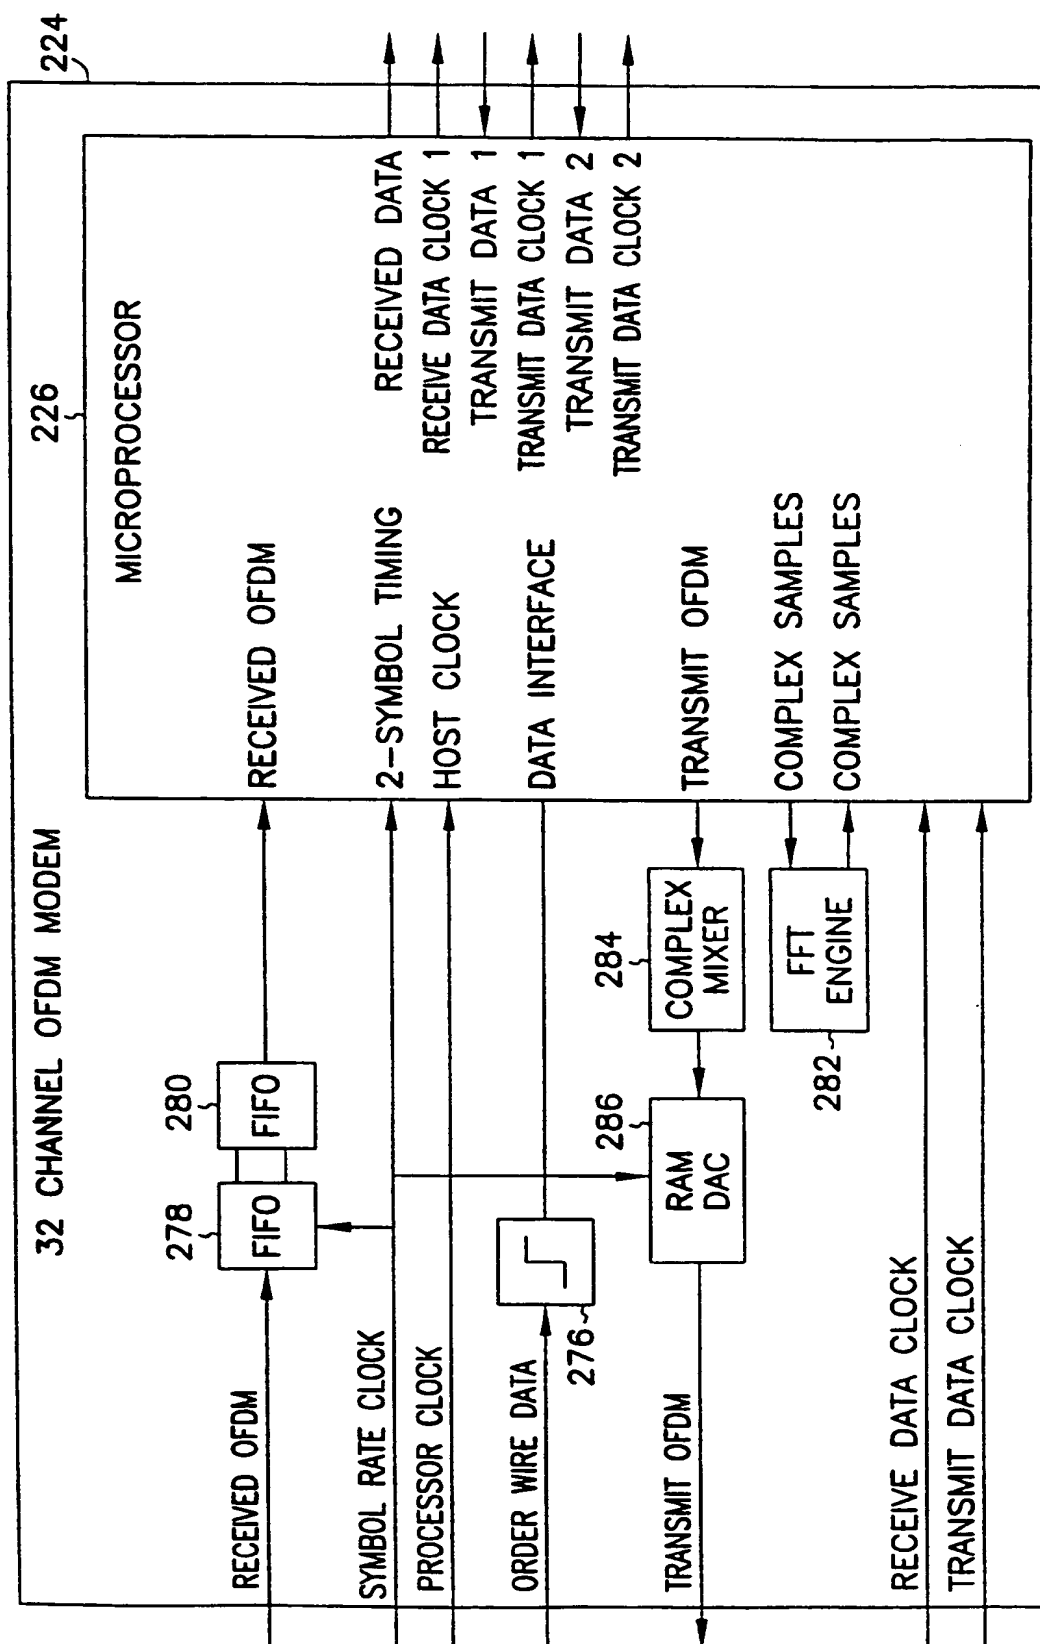 32 CHANNEL OFDM MODEM
224
226
MICROPROCESSOR
RECEIVED OFDM
278
FIFO
280
FIFO
RECEIVED OFDM
SYMBOL RATE CLOCK
2-SYMBOL TIMING
RECEIVED DATA
PROCESSOR CLOCK
HOST CLOCK
RECEIVE DATA CLOCK 1
TRANSMIT DATA 1
ORDER WIRE DATA
276
DATA INTERFACE
TRANSMIT DATA CLOCK 1
TRANSMIT DATA 2
TRANSMIT DATA CLOCK 2
TRANSMIT OFDM
286
RAM
DAC
284
COMPLEX
MIXER
TRANSMIT OFDM
282
FFT
ENGINE
COMPLEX SAMPLES
COMPLEX SAMPLES
RECEIVE DATA CLOCK
TRANSMIT DATA CLOCK